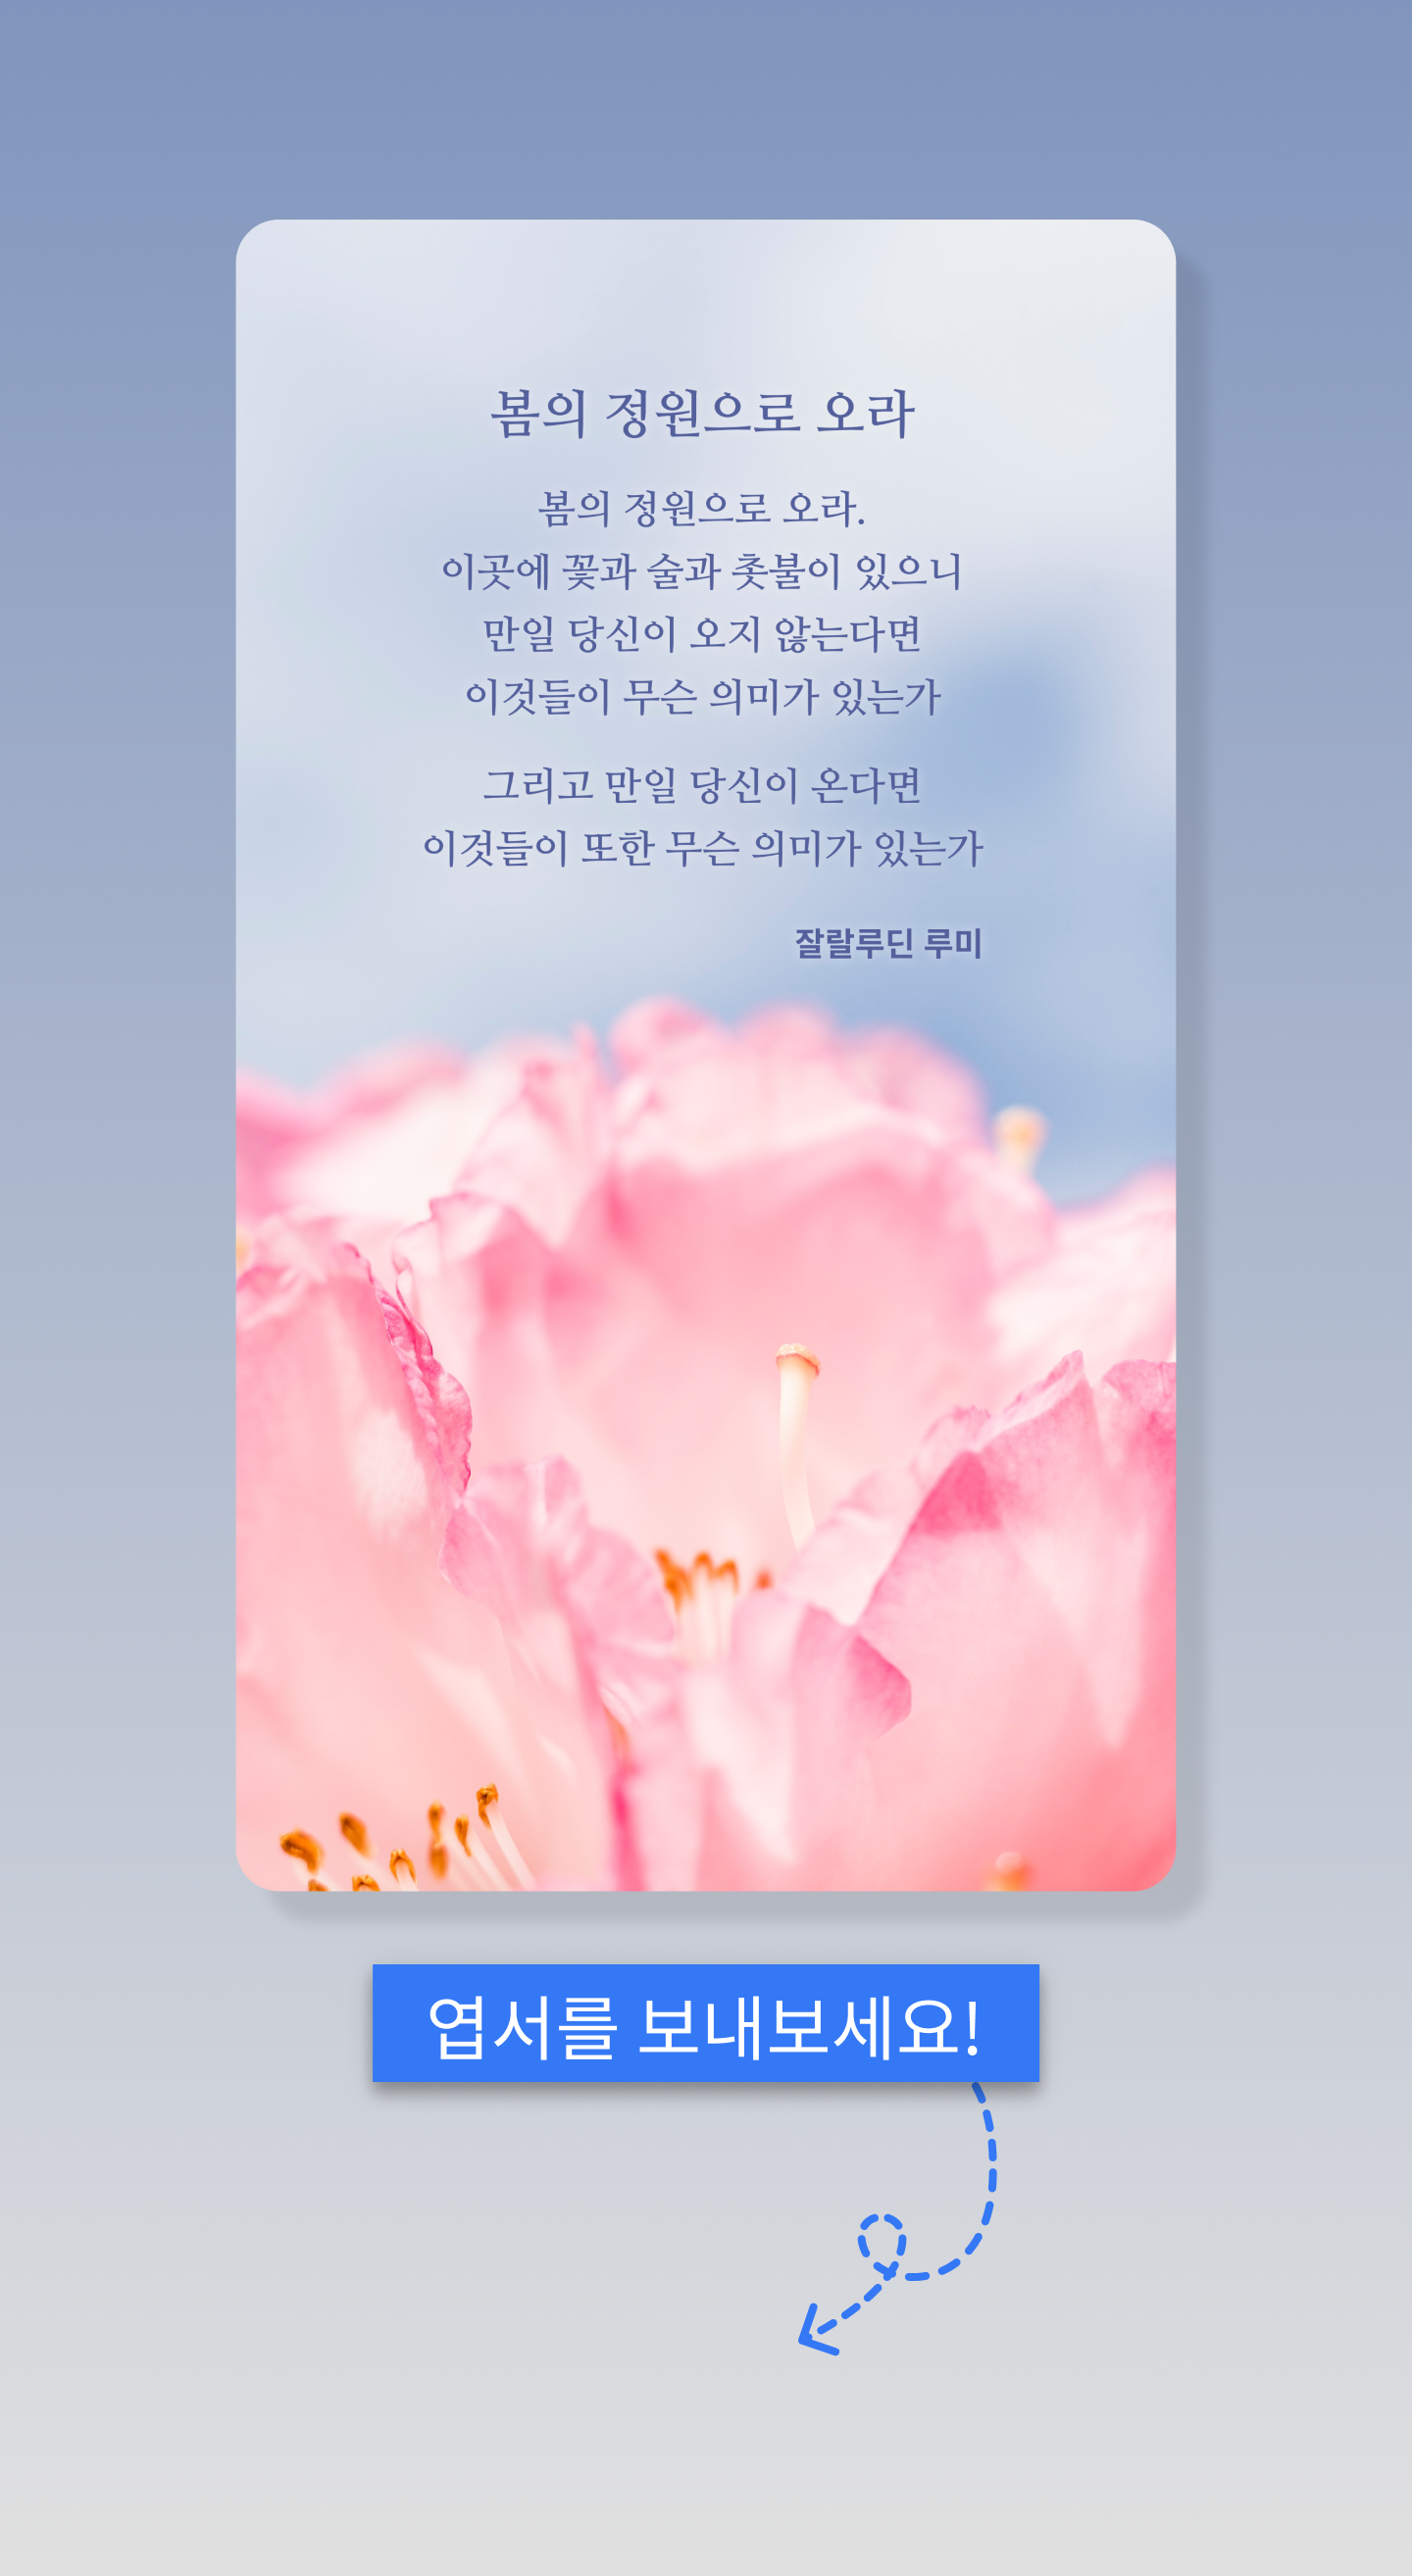 봄의 정원으로 오라
봄의 정원으로 오라.
이곳에 꽃과 술과 촛불이 있으니
만일 당신이 오지 않는다면
이것들이 무슨 의미가 있는가
그리고 만일 당신이 온다면
이것들이 또한 무슨 의미가 있는가
잘랄루딘 루미
엽서를 보내보세요!